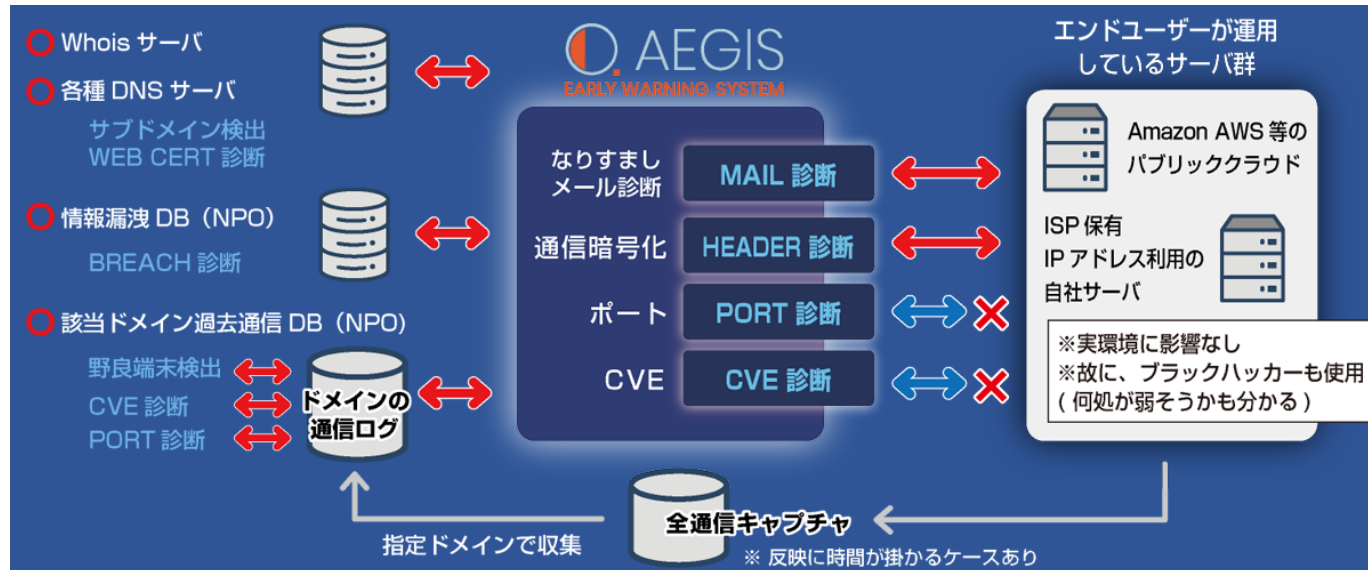 Whois サーバ
各種 DNS サーバ
サブドメイン検出
WEB CERT 診断
情報漏洩 DB（NPO）
BREACH 診断
該当ドメイン過去通信 DB（NPO)
野良端末検出
CVE 診断
PORT 診断
ドメインの
通信ログ
AEGIS
EARLY WARNING SYSTEM
なりすまし
メール診断
MAIL 診断
通信暗号化
HEADER 診断
ポート
PORT 診断
CVE
CVE 診断
エンドユーザーが運用
しているサーバ群
Amazon AWS 等の
パブリッククラウド
ISP 保有
IP アドレス利用の
自社サーバ
※実環境に影響なし
※故に、ブラックハッカーも使用
( 何処が弱そうかも分かる )
全通信キャプチャ
※ 反映に時間が掛かるケースあり
指定ドメインで収集